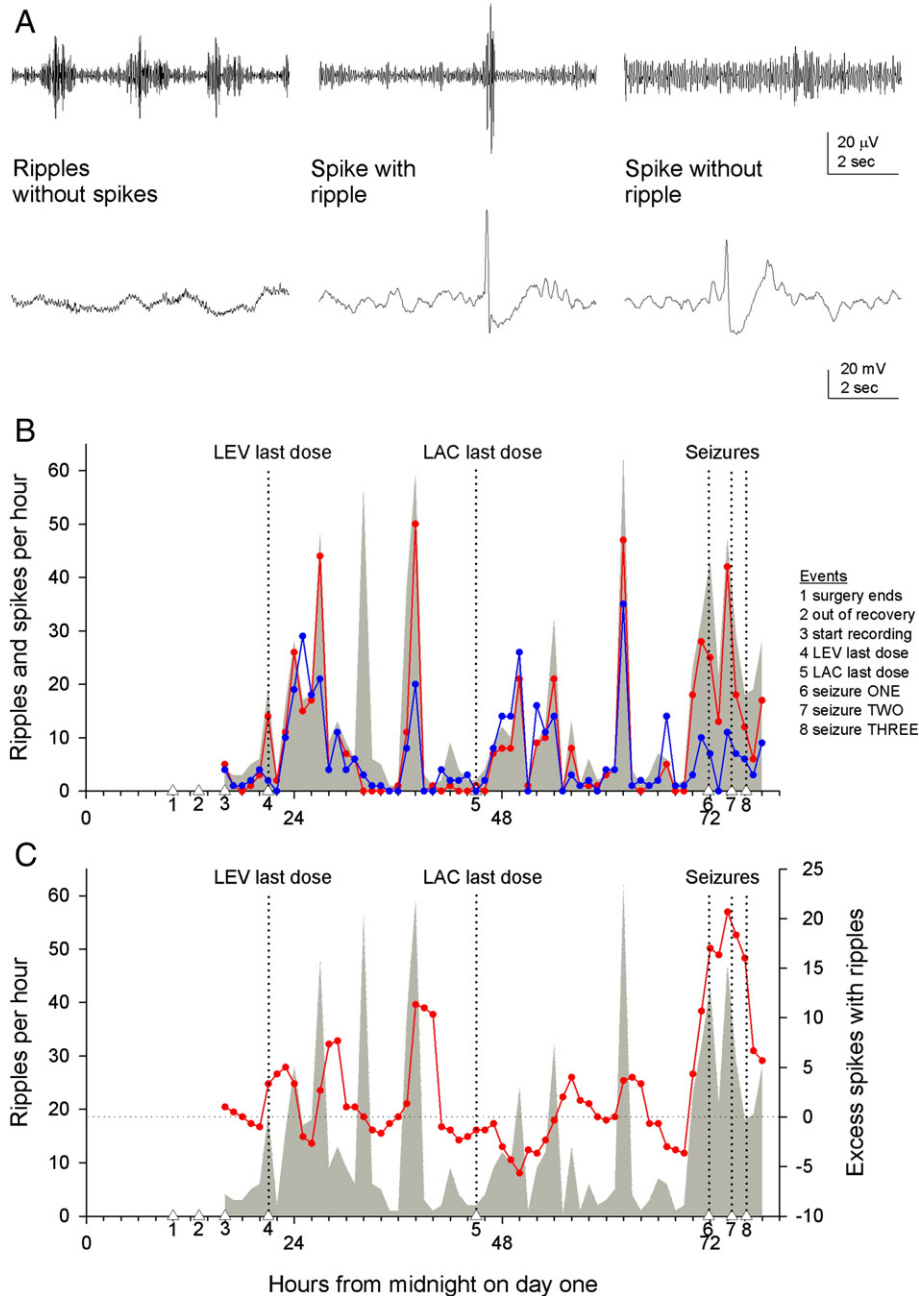 A
20 μV
2 sec
Ripples
without spikes
Spike with
ripple
Spike without
ripple
20 mV
2 sec
B
LEV last dose
LAC last dose
Seizures
Ripples and spikes per hour
60
50
40
30
20
10
0
Events
1 surgery ends
2 out of recovery
3 start recording
4 LEV last dose
5 LAC last dose
6 seizure ONE
7 seizure TWO
8 seizure THREE
1 2 3 4 5 6 7 8
0 24 48 72
C
LEV last dose
LAC last dose
Seizures
Ripples per hour
60
50
40
30
20
10
0
25
20
15
10
5
0
-5
-10
Excess spikes with ripples
1 2 3 4 5 6 7 8
0 24 48 72
Hours from midnight on day one